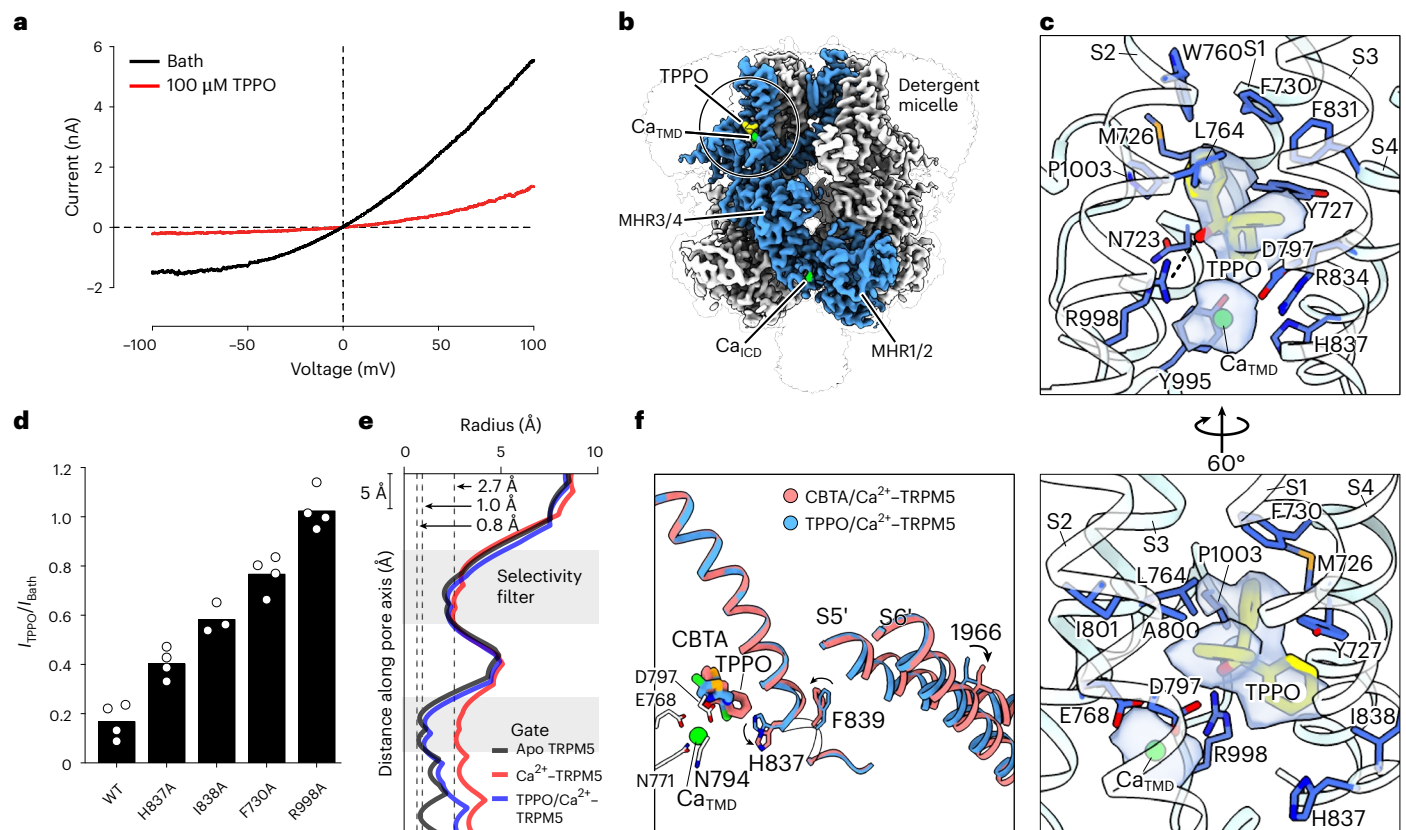 a
6
4
2
0
−2
Current (nA)
Bath
100 μM TPPO
−100
−50
0
50
100
Voltage (mV)
b
TPPO
Ca_TMD
Detergent
micelle
MHR3/4
Ca_ICD
MHR1/2
c
S2
W760
S1
S3
F730
F831
M726
L764
S4
P1003
Y727
N723
D797
TPPO
R834
R998
H837
Ca_TMD
Y995
60°
S1
S4
F730
S2
S3
P1003
M726
L764
I801
A800
Y727
D797
TPPO
E768
I838
R998
Ca_TMD
H837
d
1.2
1.0
0.8
0.6
0.4
0.2
0
I_TPPO/I_Bath
WT
H837A
I838A
F730A
R998A
e
Radius (Å)
0
5
10
5 Å
2.7 Å
1.0 Å
0.8 Å
Distance along pore axis (Å)
Selectivity
filter
Gate
Apo TRPM5
Ca²⁺–TRPM5
TPPO/Ca²⁺–
TRPM5
f
CBTA/Ca²⁺–TRPM5
TPPO/Ca²⁺–TRPM5
S5'
S6'
1966
CBTA
TPPO
D797
E768
F839
H837
N771
N794
Ca_TMD